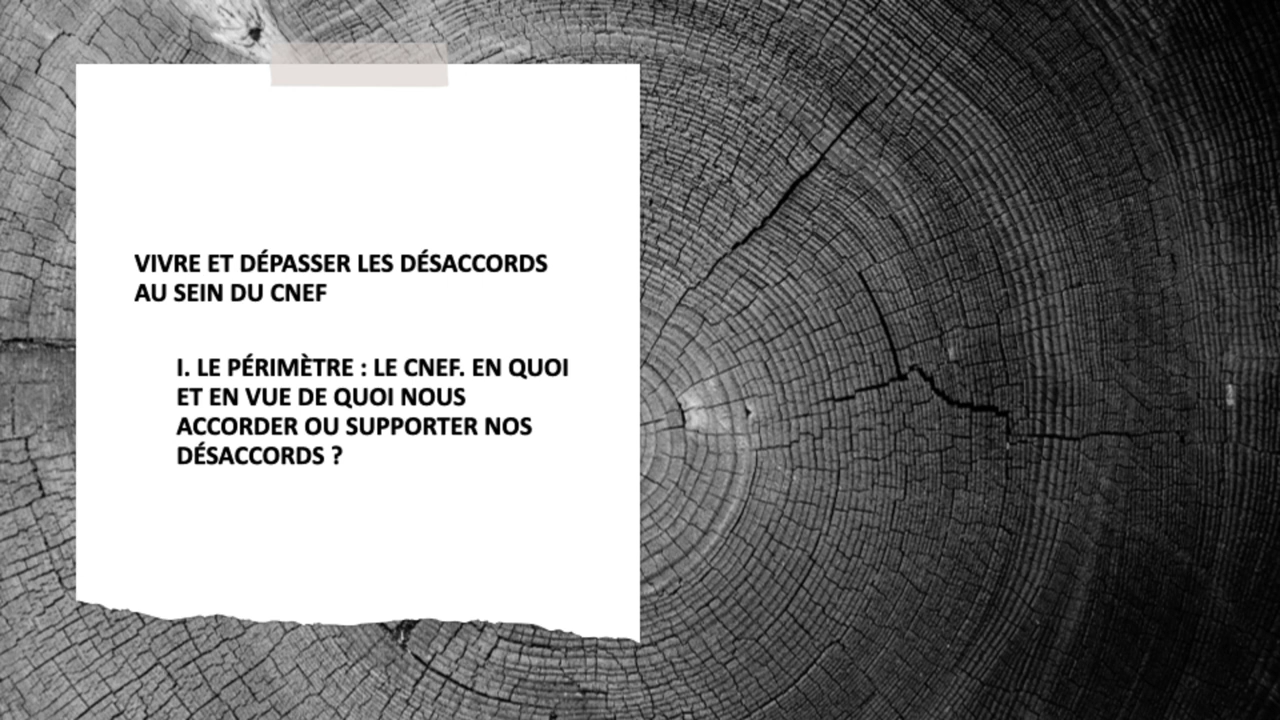 VIVRE ET DÉPASSER LES DÉSACCORDS
AU SEIN DU CNEF
I. LE PÉRIMÈTRE : LE CNEF. EN QUOI
ET EN VUE DE QUOI NOUS
ACCORDER OU SUPPORTER NOS
DÉSACCORDS ?